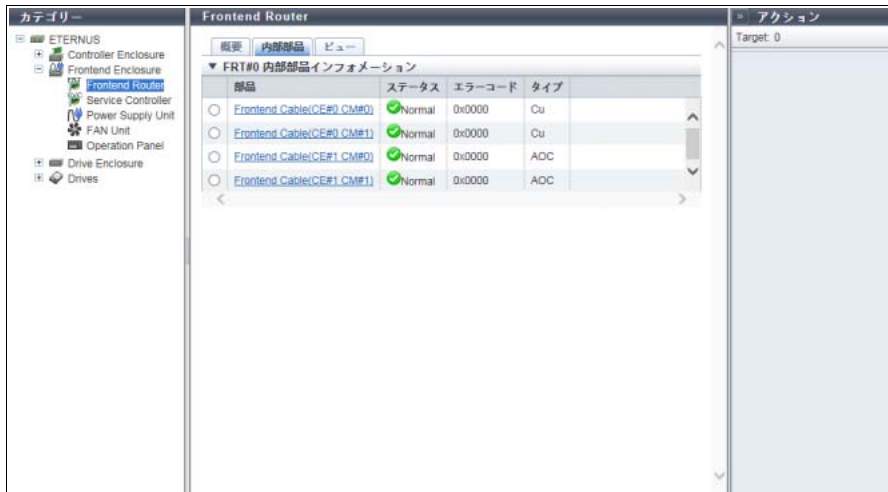 カテゴリー
ETERNUS
Controller Enclosure
Frontend Enclosure
Frontend Router
Service Controller
Power Supply Unit
FAN Unit
Operation Panel
Drive Enclosure
Drives
Frontend Router
概要 内部部品 ビュー
▼ FRT#0 内部部品インフォメーション
部品 ステータス エラーコード タイプ
Frontend Cable(CE#0 CM#0) Normal 0x0000 Cu
Frontend Cable(CE#0 CM#1) Normal 0x0000 Cu
Frontend Cable(CE#1 CM#0) Normal 0x0000 AOC
Frontend Cable(CE#1 CM#1) Normal 0x0000 AOC
» アクション
Target: 0